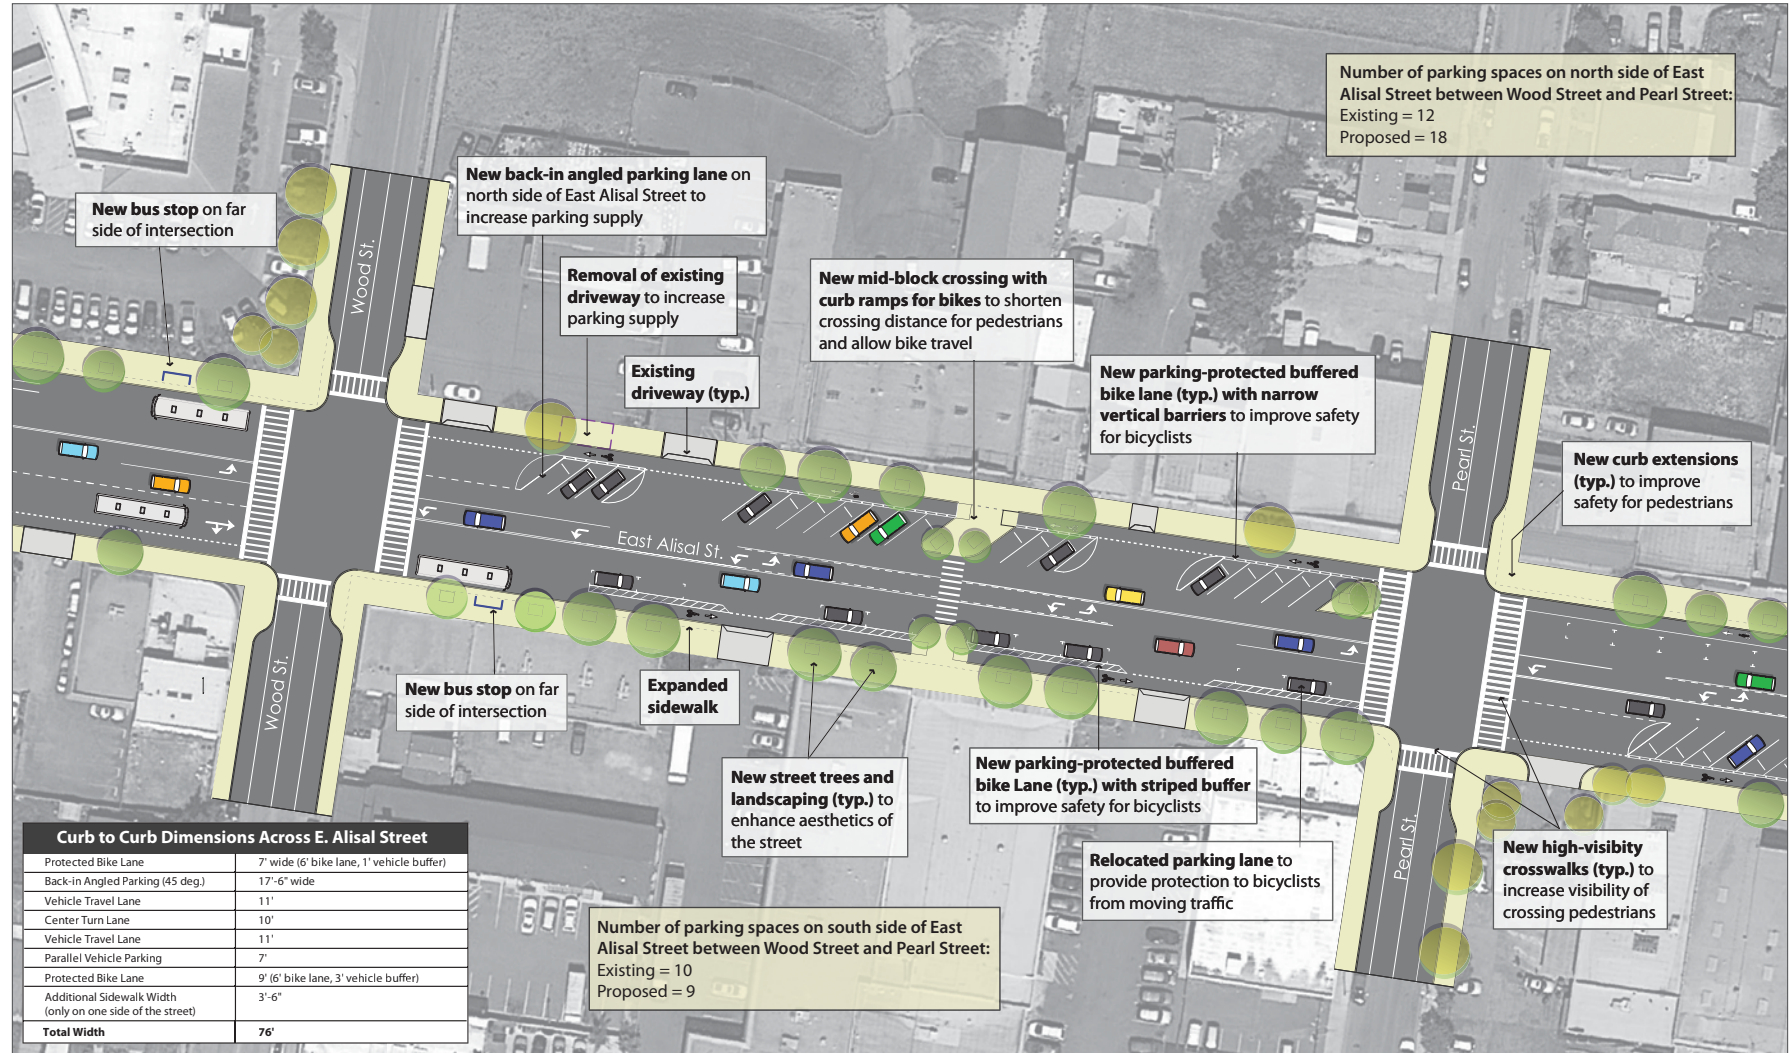 Number of parking spaces on north side of East
Alisal Street between Wood Street and Pearl Street:
Existing = 12
Proposed = 18
New back-in angled parking lane on
north side of East Alisal Street to
increase parking supply
New bus stop on far
side of intersection
Wood St.
Removal of existing
driveway to increase
parking supply
New mid-block crossing with
curb ramps for bikes to shorten
crossing distance for pedestrians
and allow bike travel
Existing
driveway (typ.)
New parking-protected buffered
bike lane (typ.) with narrow
vertical barriers to improve safety
for bicyclists
Pearl St.
New curb extensions
(typ.) to improve
safety for pedestrians
East Alisal St.
Wood St.
New bus stop on far
side of intersection
Expanded
sidewalk
New street trees and
landscaping (typ.) to
enhance aesthetics of
the street
New parking-protected buffered
bike Lane (typ.) with striped buffer
to improve safety for bicyclists
Relocated parking lane to
provide protection to bicyclists
from moving traffic
Pearl St.
New high-visibity
crosswalks (typ.) to
increase visibility of
crossing pedestrians
Number of parking spaces on south side of East
Alisal Street between Wood Street and Pearl Street:
Existing = 10
Proposed = 9
Curb to Curb Dimensions Across E. Alisal Street
Protected Bike Lane 7' wide (6' bike lane, 1' vehicle buffer)
Back-in Angled Parking (45 deg.) 17'-6" wide
Vehicle Travel Lane 11'
Center Turn Lane 10'
Vehicle Travel Lane 11'
Parallel Vehicle Parking 7'
Protected Bike Lane 9' (6' bike lane, 3' vehicle buffer)
Additional Sidewalk Width 3'-6"
(only on one side of the street)
Total Width 76'